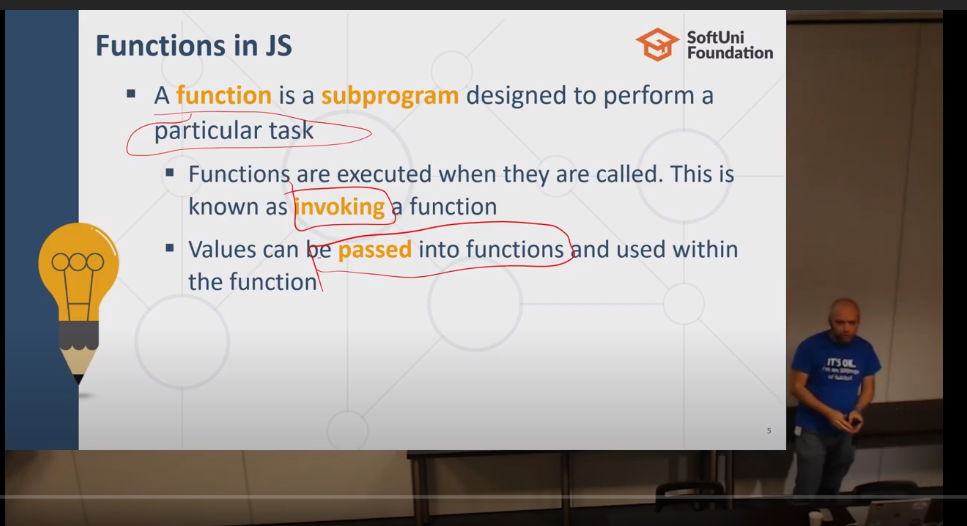 Functions in JS
SoftUni
Foundation
▪ A function is a subprogram designed to perform a
particular task
▪ Functions are executed when they are called. This is
known as invoking a function
▪ Values can be passed into functions and used within
the function
IT'S OK,
5